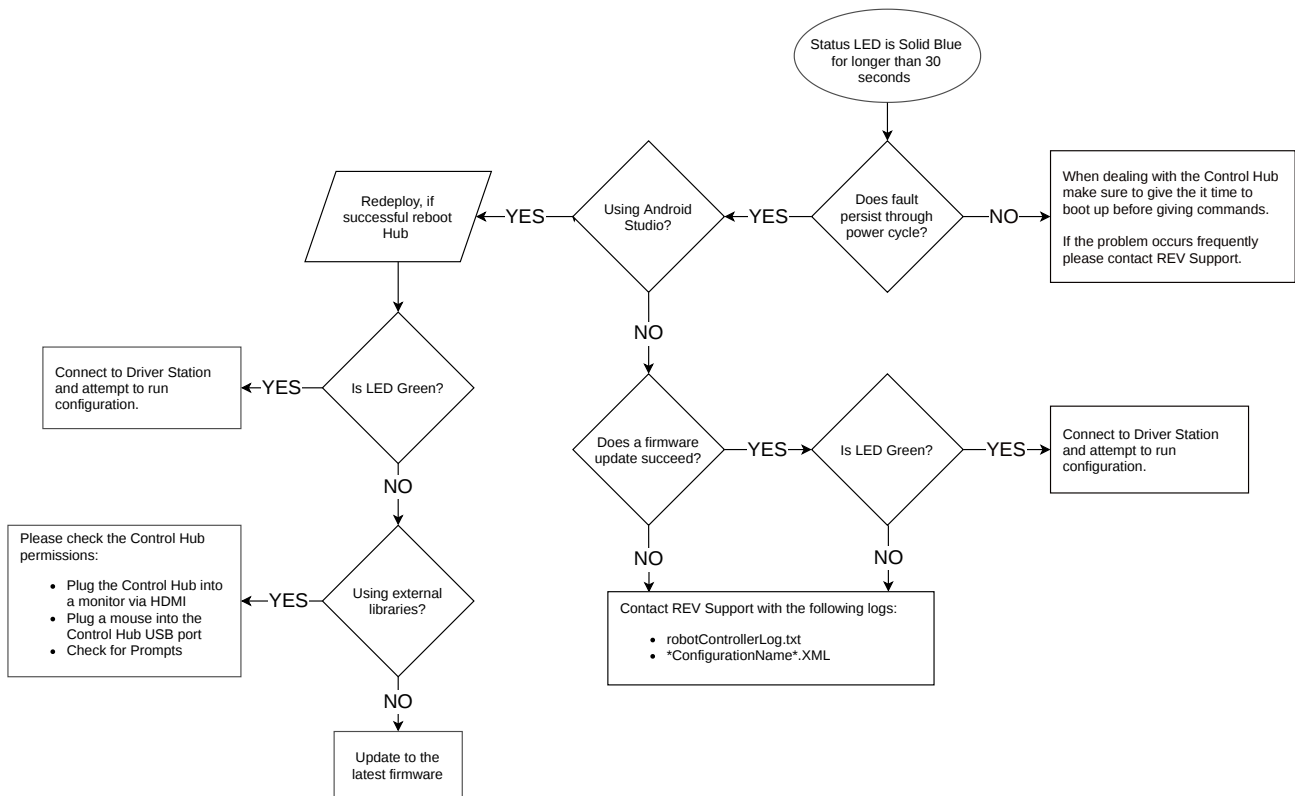 Status LED is Solid Blue
for longer than 30
seconds
Does fault
persist through
power cycle?
NO
When dealing with the Control Hub
make sure to give the it time to
boot up before giving commands.
If the problem occurs frequently
please contact REV Support.
YES
Using Android
Studio?
YES
Redeploy, if
successful reboot
Hub
NO
Is LED Green?
YES
Connect to Driver Station
and attempt to run
configuration.
NO
Using external
libraries?
YES
Please check the Control Hub
permissions:
• Plug the Control Hub into
a monitor via HDMI
• Plug a mouse into the
Control Hub USB port
• Check for Prompts
NO
Update to the
latest firmware
Does a firmware
update succeed?
YES
Is LED Green?
YES
Connect to Driver Station
and attempt to run
configuration.
NO
NO
Contact REV Support with the following logs:
• robotControllerLog.txt
• *ConfigurationName*.XML